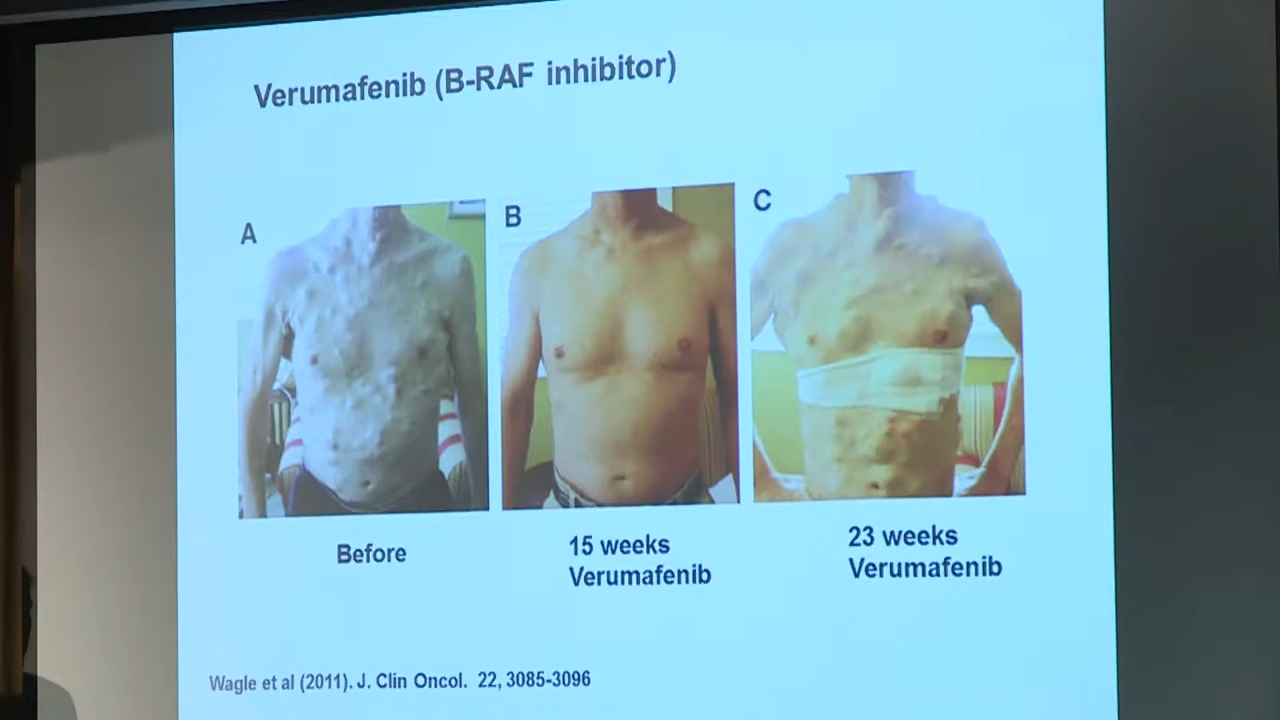 Verumafenib (B-RAF inhibitor)
A
B
C
Before
15 weeks
Verumafenib
23 weeks
Verumafenib
Wagle et al (2011). J. Clin Oncol. 22, 3085-3096